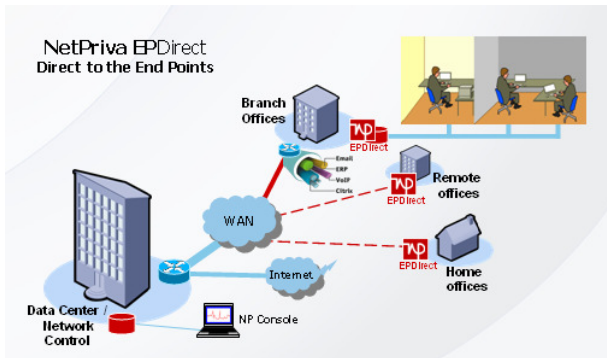 NetPriva EPDirect
Direct to the End Points
Branch
Offices
EPDirect
Email
ERP
VoIP
Citrix
Remote
offices
EPDirect
WAN
EPDirect
Home
offices
Internet
Data Center /
Network
Control
NP Console